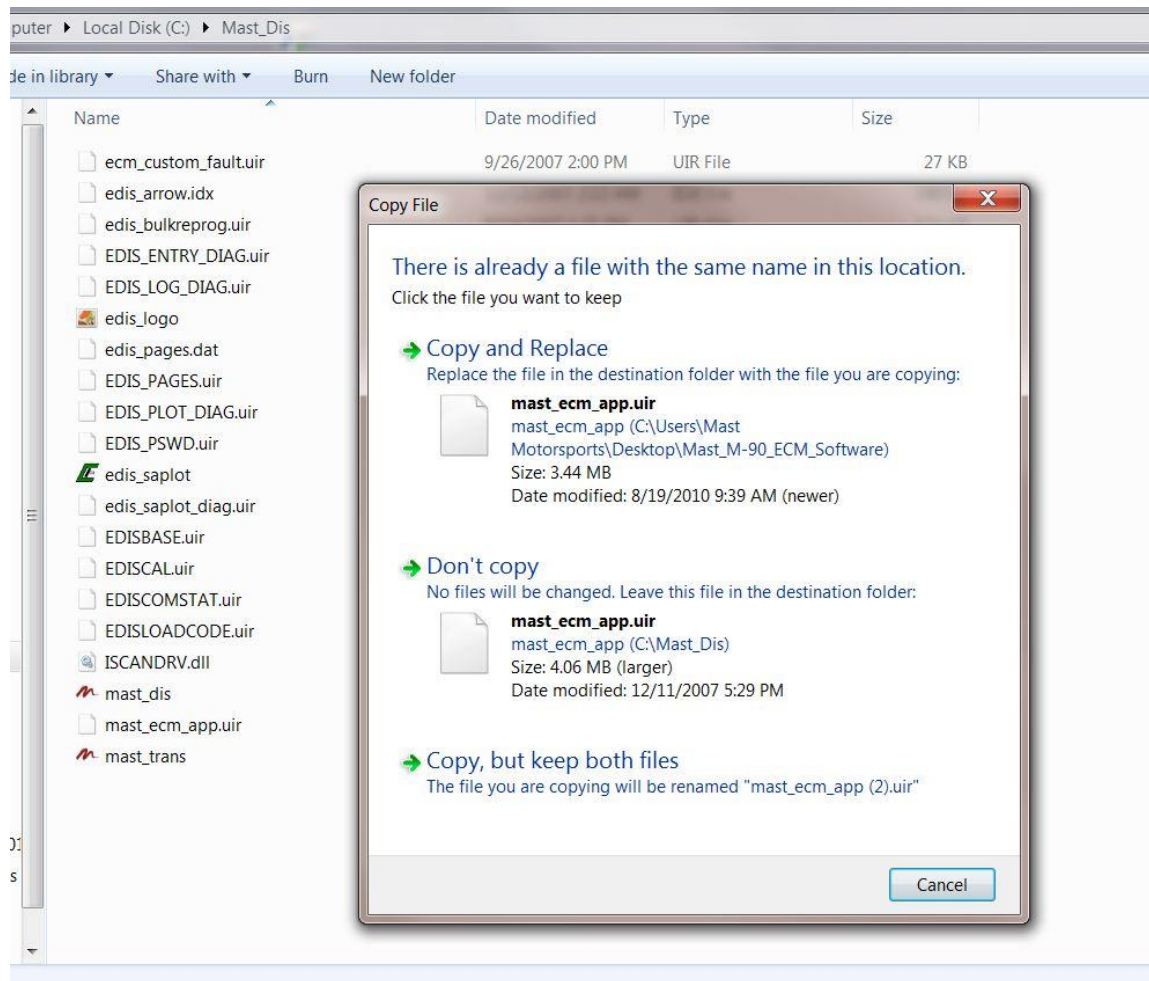 puter ▸ Local Disk (C:) ▸ Mast_Dis
de in library Share with Burn New folder
Name Date modified Type Size
ecm_custom_fault.uir 9/26/2007 2:00 PM UIR File 27 KB
edis_arrow.idx
edis_bulkreprog.uir
EDIS_ENTRY_DIAG.uir
EDIS_LOG_DIAG.uir
edis_logo
edis_pages.dat
EDIS_PAGES.uir
EDIS_PLOT_DIAG.uir
EDIS_PSWD.uir
edis_saplot
edis_saplot_diag.uir
EDISBASE.uir
EDISCAL.uir
EDISCOMSTAT.uir
EDISLOADCODE.uir
ISCANDRV.dll
mast_dis
mast_ecm_app.uir
mast_trans
01
s
Copy File
There is already a file with the same name in this location.
Click the file you want to keep
Copy and Replace
Replace the file in the destination folder with the file you are copying:
mast_ecm_app.uir
mast_ecm_app (C:\Users\Mast
Motorsports\Desktop\Mast_M-90_ECM_Software)
Size: 3.44 MB
Date modified: 8/19/2010 9:39 AM (newer)
Don't copy
No files will be changed. Leave this file in the destination folder:
mast_ecm_app.uir
mast_ecm_app (C:\Mast_Dis)
Size: 4.06 MB (larger)
Date modified: 12/11/2007 5:29 PM
Copy, but keep both files
The file you are copying will be renamed "mast_ecm_app (2).uir"
Cancel